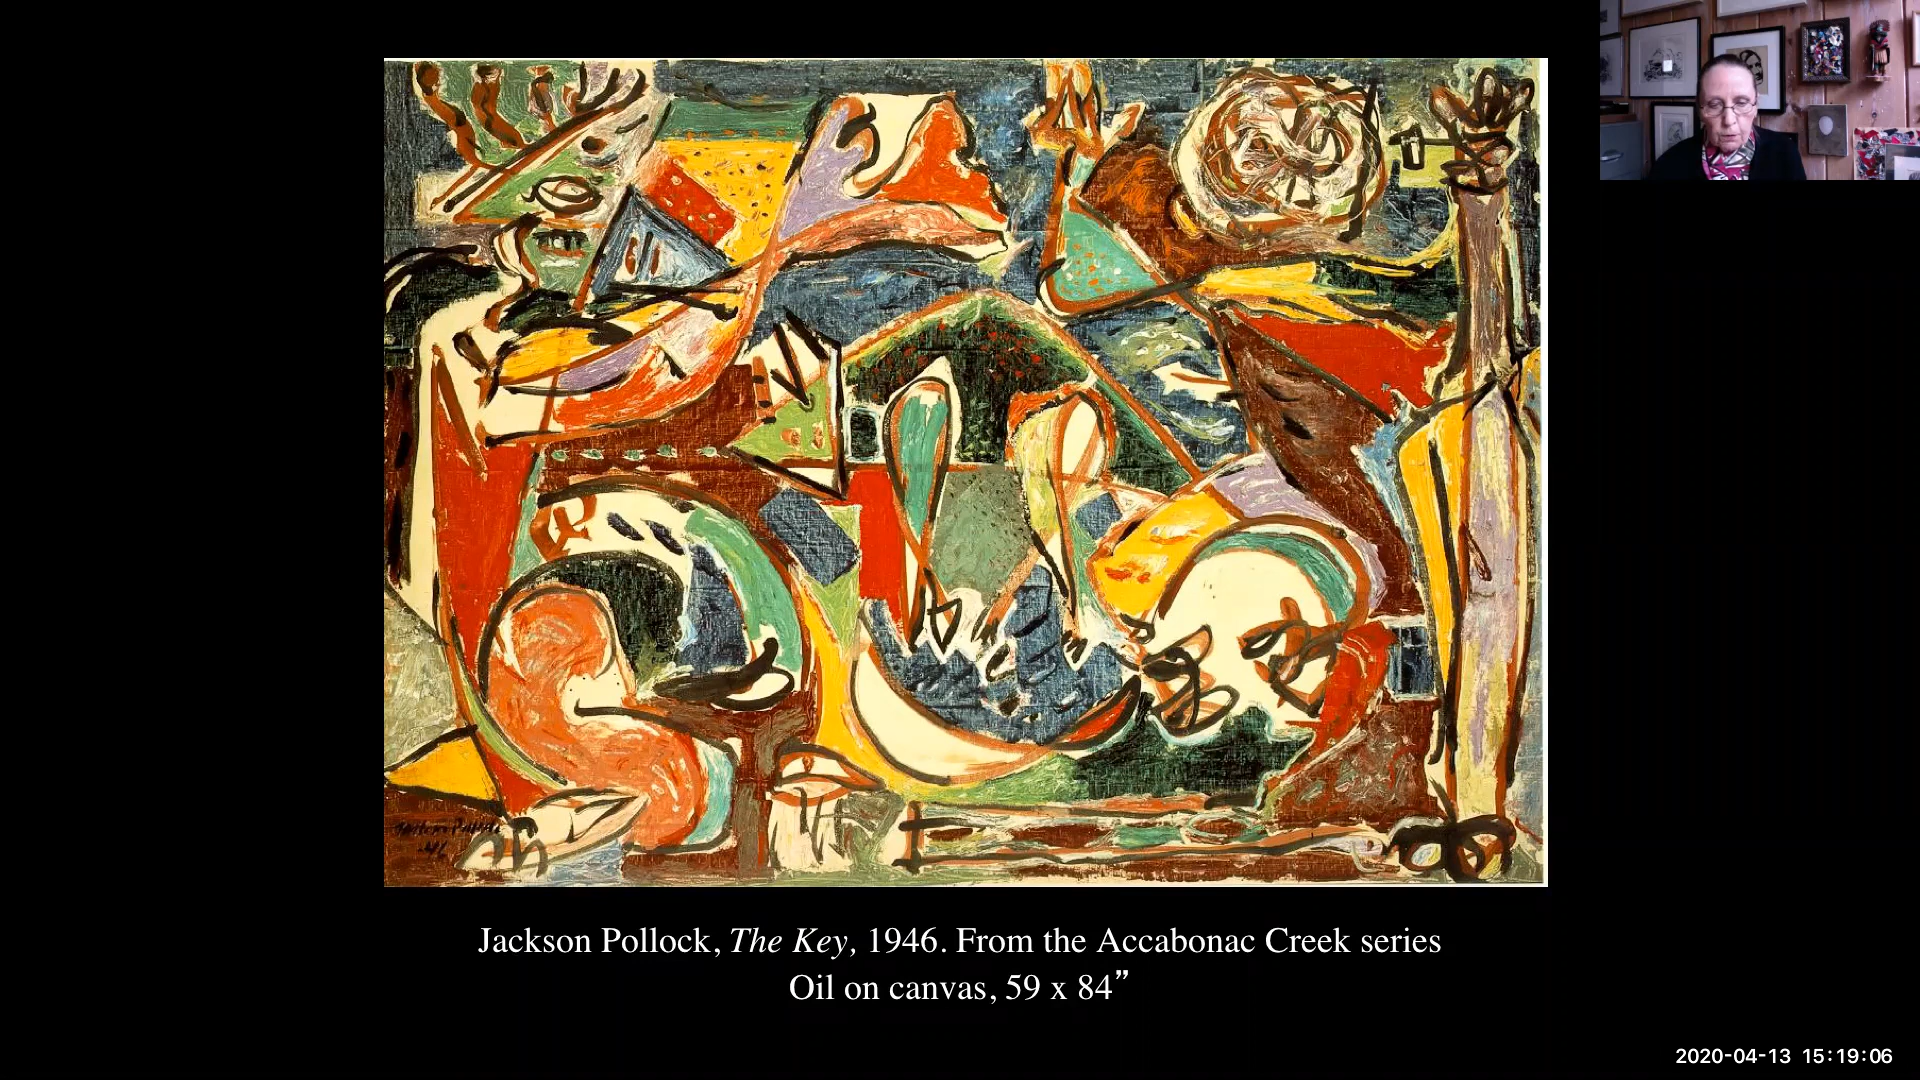 Jackson Pollock, The Key, 1946. From the Accabonac Creek series
Oil on canvas, 59 x 84”
2020-04-13 15:19:06